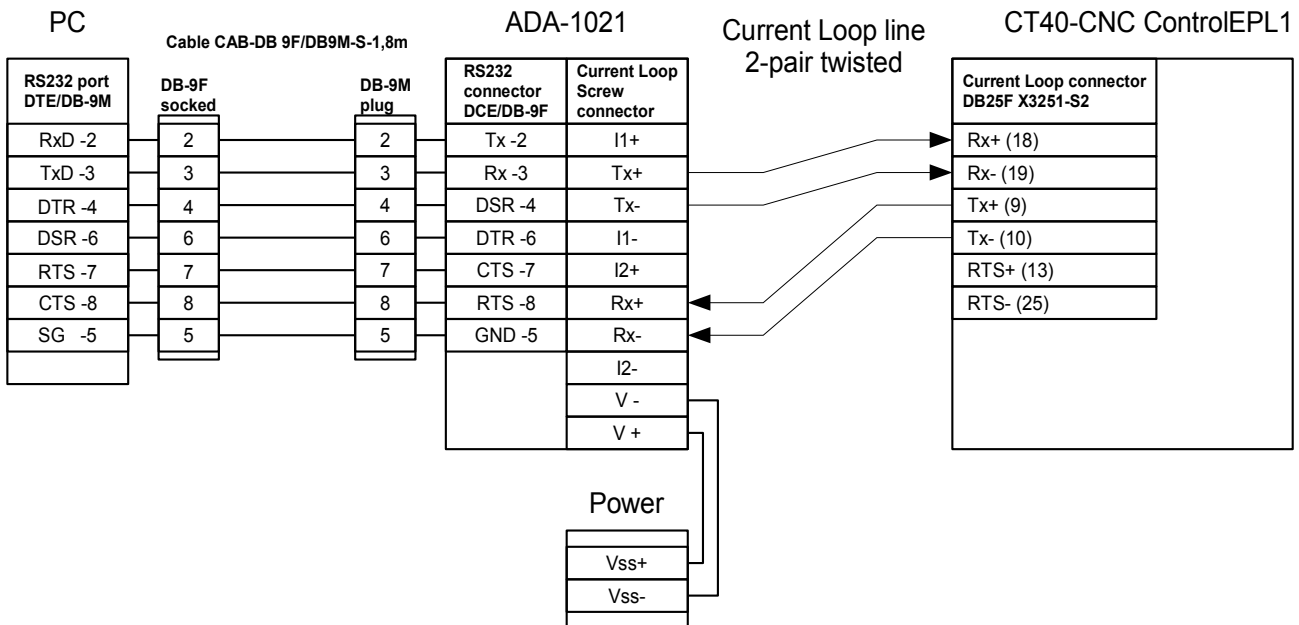 PC
ADA-1021
Current Loop line
2-pair twisted
CT40-CNC ControlEPL1
Cable CAB-DB 9F/DB9M-S-1,8m
RS232 port
DTE/DB-9M
DB-9F
socked
DB-9M
plug
RS232
connector
DCE/DB-9F
Current Loop
Screw
connector
Current Loop connector
DB25F X3251-S2
RxD -2
2
2
Tx -2
I1+
Rx+ (18)
TxD -3
3
3
Rx -3
Tx+
Rx- (19)
DTR -4
4
4
DSR -4
Tx-
Tx+ (9)
DSR -6
6
6
DTR -6
I1-
Tx- (10)
RTS -7
7
7
CTS -7
I2+
RTS+ (13)
CTS -8
8
8
RTS -8
Rx+
RTS- (25)
SG -5
5
5
GND -5
Rx-
I2-
V -
V +
Power
Vss+
Vss-